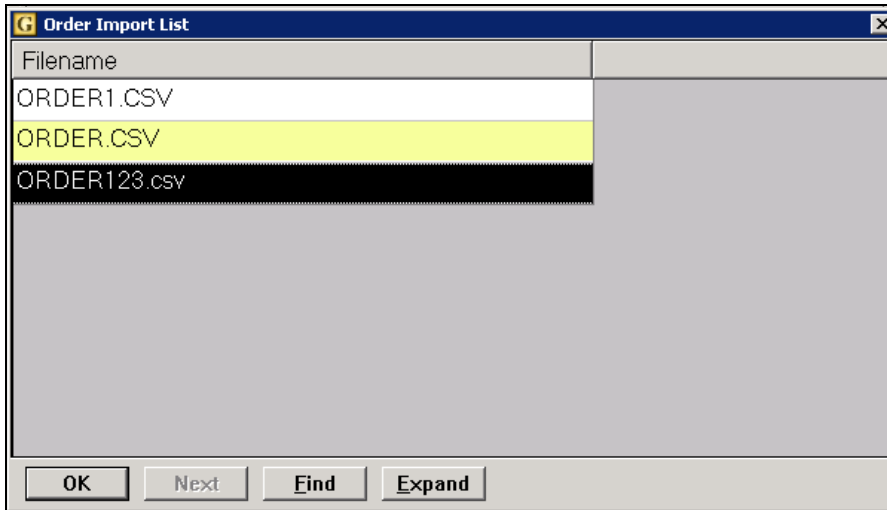 G Order Import List
Filename
ORDER1.CSV
ORDER.CSV
ORDER123.csv
OK Next Find Expand